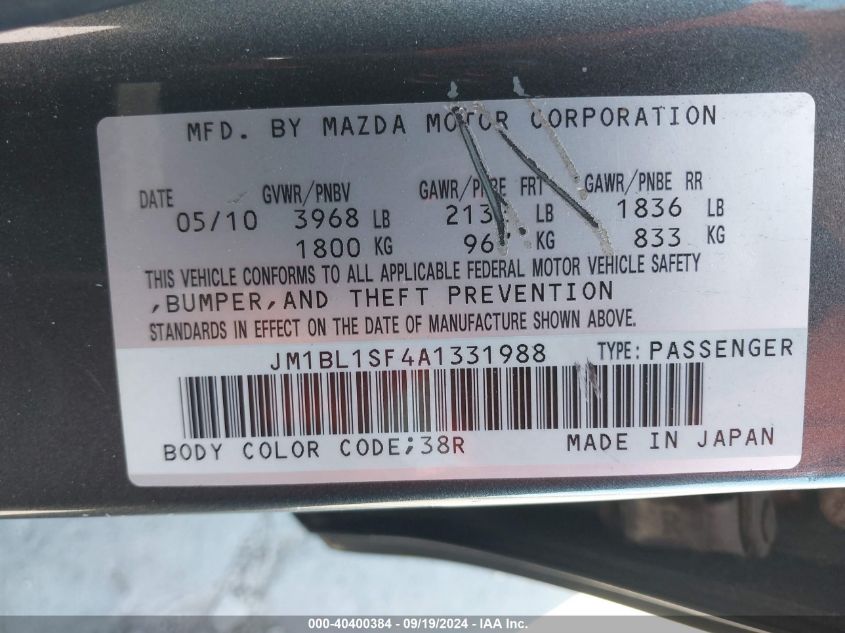 MFD. BY MAZDA MOTOR CORPORATION
DATE GVWR/PNBV GAWR/PNBE FRT GAWR/PNBE RR
05/10 3968 LB LB 1836 LB
1800 KG KG 833 KG
THIS VEHICLE CONFORMS TO ALL APPLICABLE FEDERAL MOTOR VEHICLE SAFETY
,BUMPER,AND THEFT PREVENTION
STANDARDS IN EFFECT ON THE DATE OF MANUFACTURE SHOWN ABOVE.
JM1BL1SF4A1331988 TYPE: PASSENGER
BODY COLOR CODE;38R MADE IN JAPAN
000-40400384 - 09/19/2024 - IAA Inc.